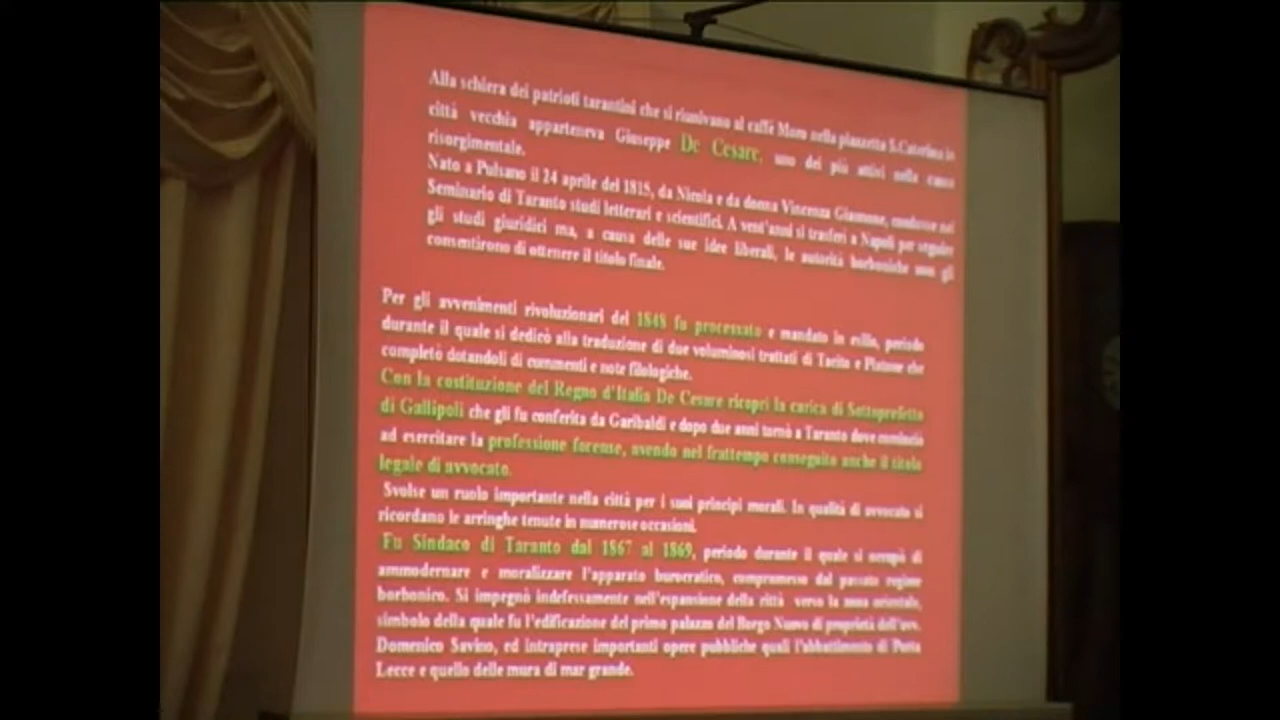 Alla schiera dei patrioti tarantini che si riunivano al caffè Moro nella piazzetta S.Caterina in
città vecchia apparteneva Giuseppe De Cesare, uno dei più attivi nella causa
risorgimentale.
Nato a Pulsano il 24 aprile del 1815, da Nicola e da donna Vincenza Giannone, condusse nel
Seminario di Taranto studi letterari e scientifici. A vent'anni si trasferì a Napoli per seguire
gli studi giuridici ma, a causa delle sue idee liberali, le autorità borboniche non gli
consentirono di ottenere il titolo finale.
Per gli avvenimenti rivoluzionari del 1848 fu processato e mandato in esilio, periodo
durante il quale si dedicò alla traduzione di due voluminosi trattati di Tacito e Platone che
completò dotandoli di commenti e note filologiche.
Con la costituzione del Regno d'Italia De Cesare ricoprì la carica di Sottoprefetto
di Gallipoli che gli fu conferita da Garibaldi e dopo due anni tornò a Taranto dove cominciò
ad esercitare la professione forense, avendo nel frattempo conseguito anche il titolo
legale di avvocato.
Svolse un ruolo importante nella città per i suoi principi morali. In qualità di avvocato si
ricordano le arringhe tenute in numerose occasioni.
Fu Sindaco di Taranto dal 1867 al 1869, periodo durante il quale si occupò di
ammodernare e moralizzare l'apparato burocratico, compromesso dal passato regime
borbonico. Si impegnò indefessamente nell'espansione della città verso la zona orientale,
simbolo della quale fu l'edificazione del primo palazzo del Borgo Nuovo di proprietà dell'avv.
Domenico Savino, ed intraprese importanti opere pubbliche quali l'abbattimento di Porta
Lecce e quello delle mura di mar grande.